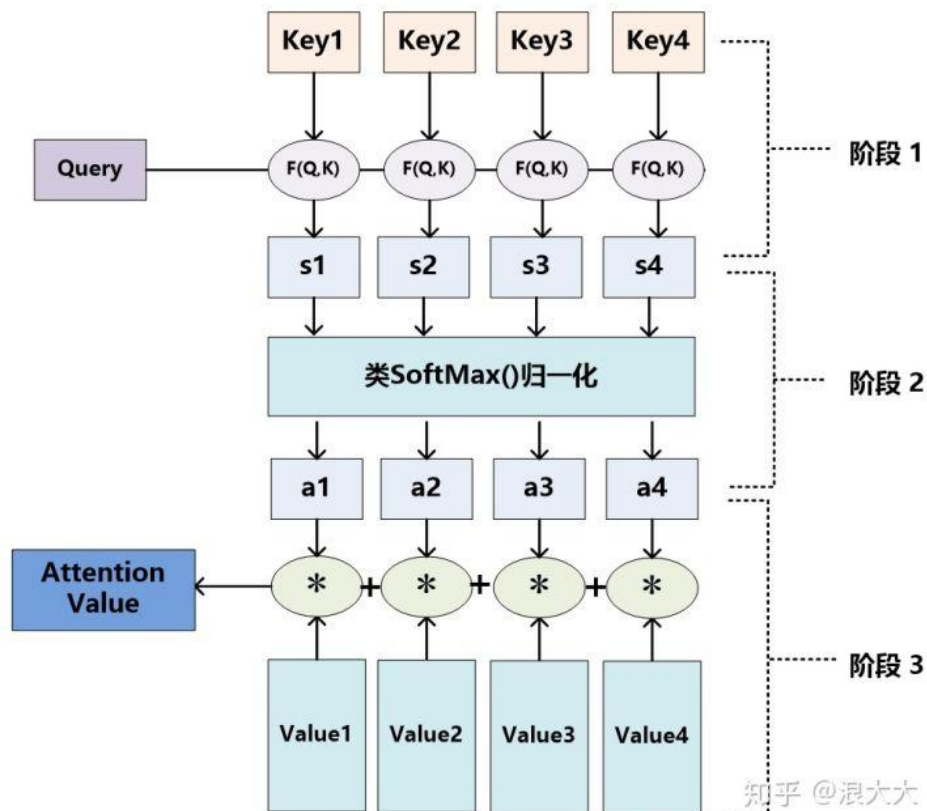 Key1 Key2 Key3 Key4
阶段 1
Query F(Q,K) F(Q,K) F(Q,K) F(Q,K)
s1 s2 s3 s4
类SoftMax()归一化
阶段 2
a1 a2 a3 a4
Attention
Value
* + * + * + *
阶段 3
Value1 Value2 Value3 Value4
知乎 @浪大大